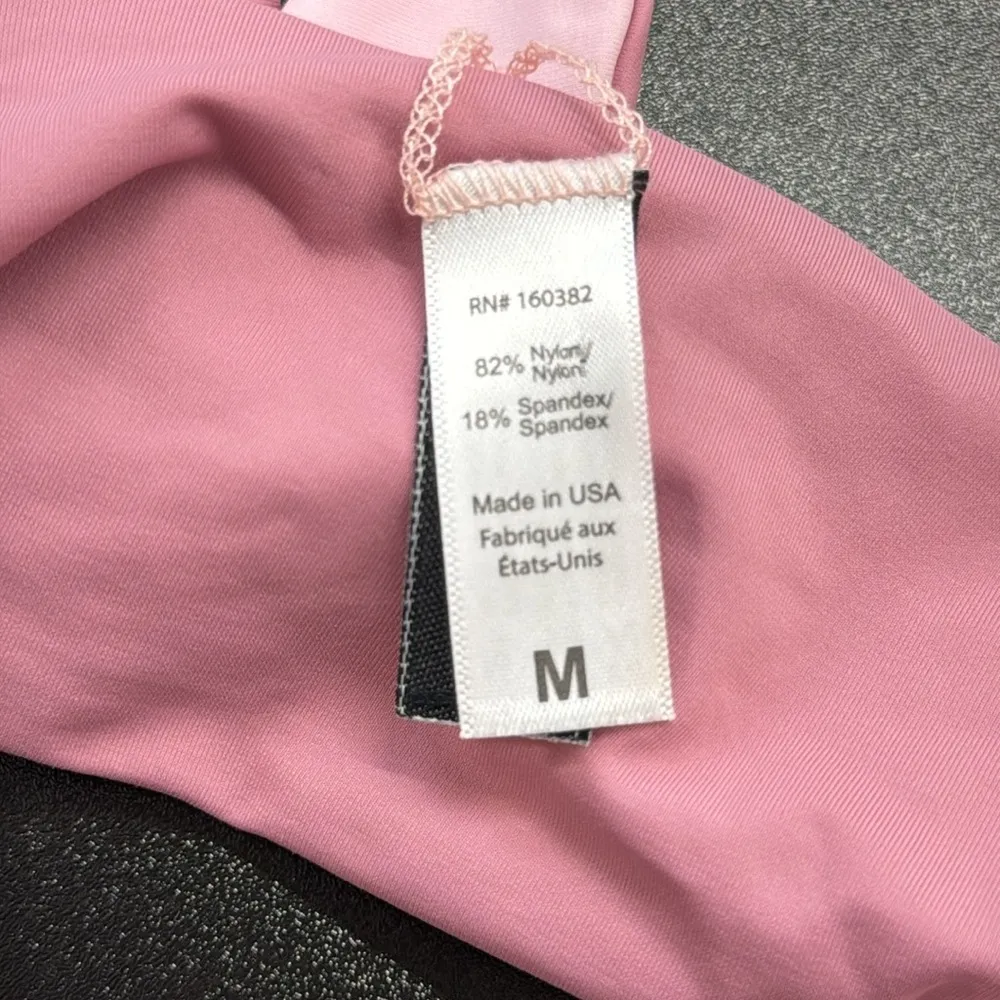 RN# 160382
82% Nylon/
Nylon
18% Spandex/
Spandex
Made in USA
Fabriqué aux
États-Unis
M